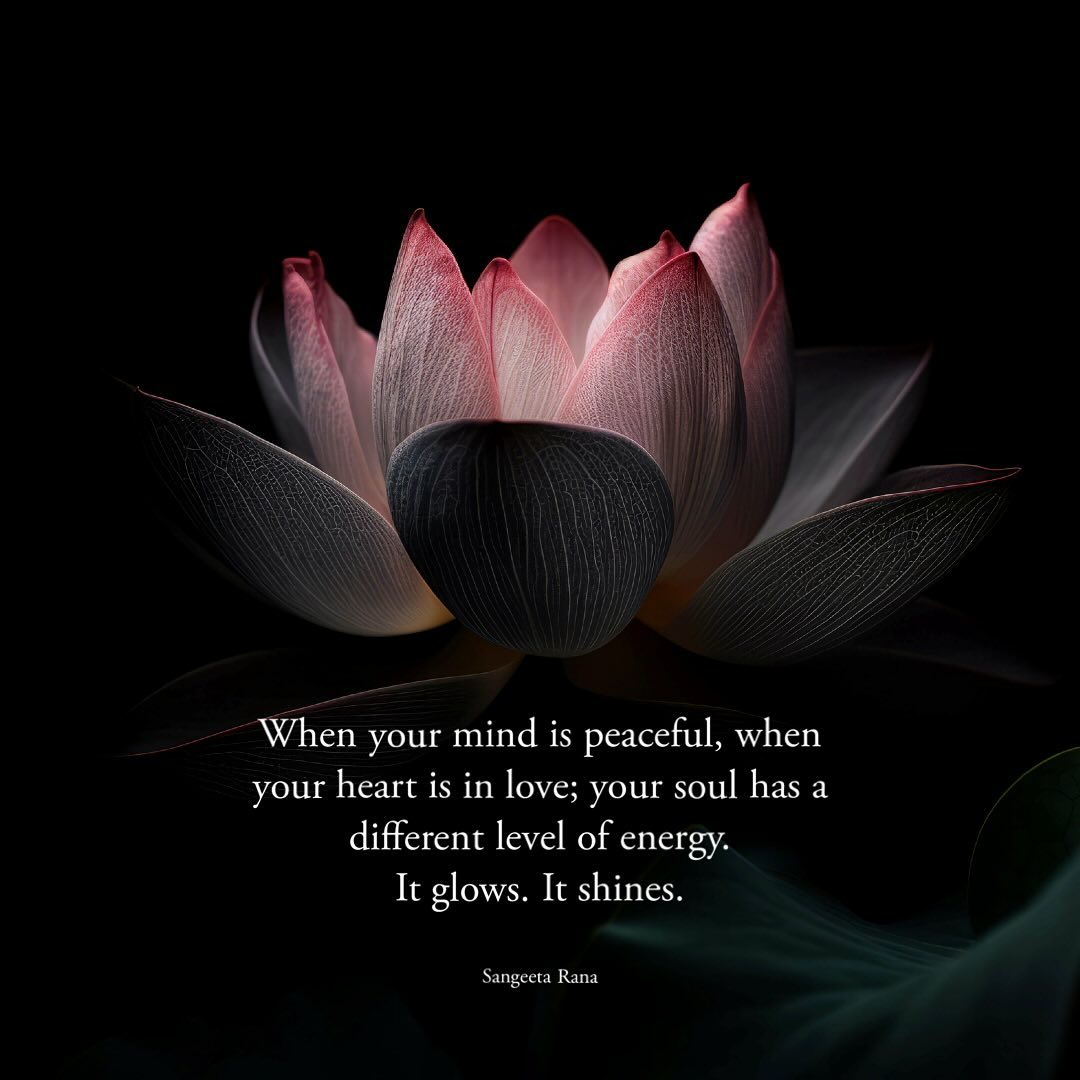 When your mind is peaceful, when
your heart is in love; your soul has a
different level of energy.
It glows. It shines.
Sangeeta Rana